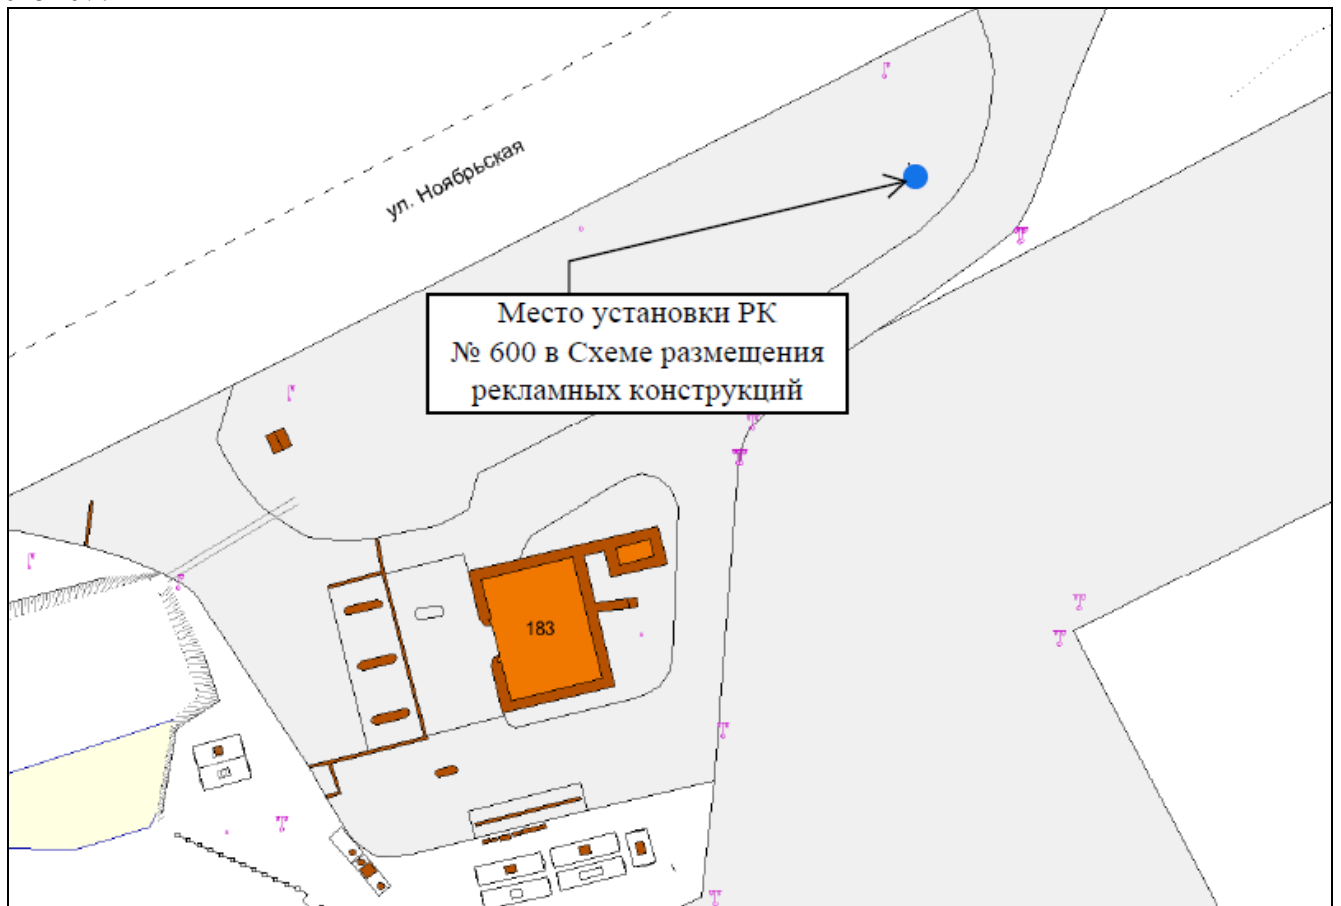 ул. Ноябрьская
Место установки РК
№ 600 в Схеме размещения
рекламных конструкций
183